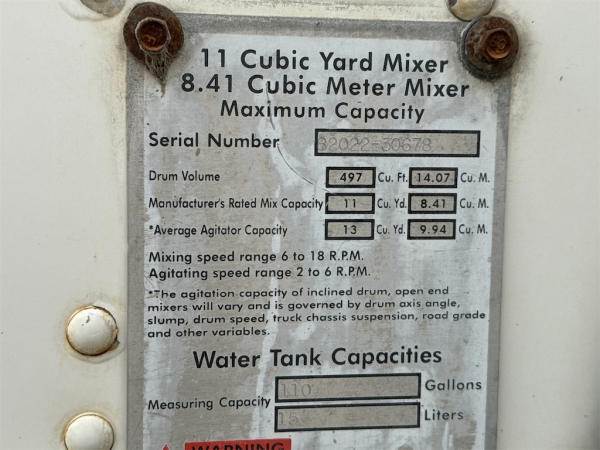 11 Cubic Yard Mixer
8.41 Cubic Meter Mixer
Maximum Capacity
Serial Number 32022-30678
Drum Volume 497 Cu. Ft. 14.07 Cu. M.
Manufacturer's Rated Mix Capacity 11 Cu. Yd. 8.41 Cu. M.
*Average Agitator Capacity 13 Cu. Yd. 9.94 Cu. M.
Mixing speed range 6 to 18 R.P.M.
Agitating speed range 2 to 6 R.P.M.
*The agitation capacity of inclined drum, open end
mixers will vary and is governed by drum axis angle,
slump, drum speed, truck chassis suspension, road grade
and other variables.
Water Tank Capacities
Measuring Capacity 110 Gallons
Liters
WARNING